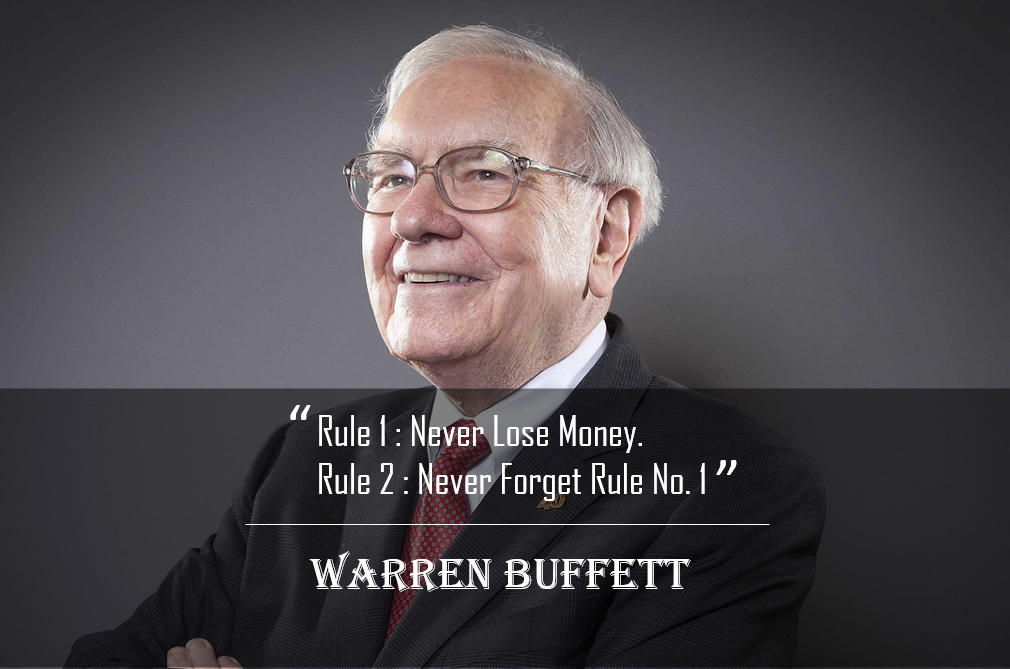 “ Rule 1 : Never Lose Money.
Rule 2 : Never Forget Rule No. 1 ”
WARREN BUFFETT